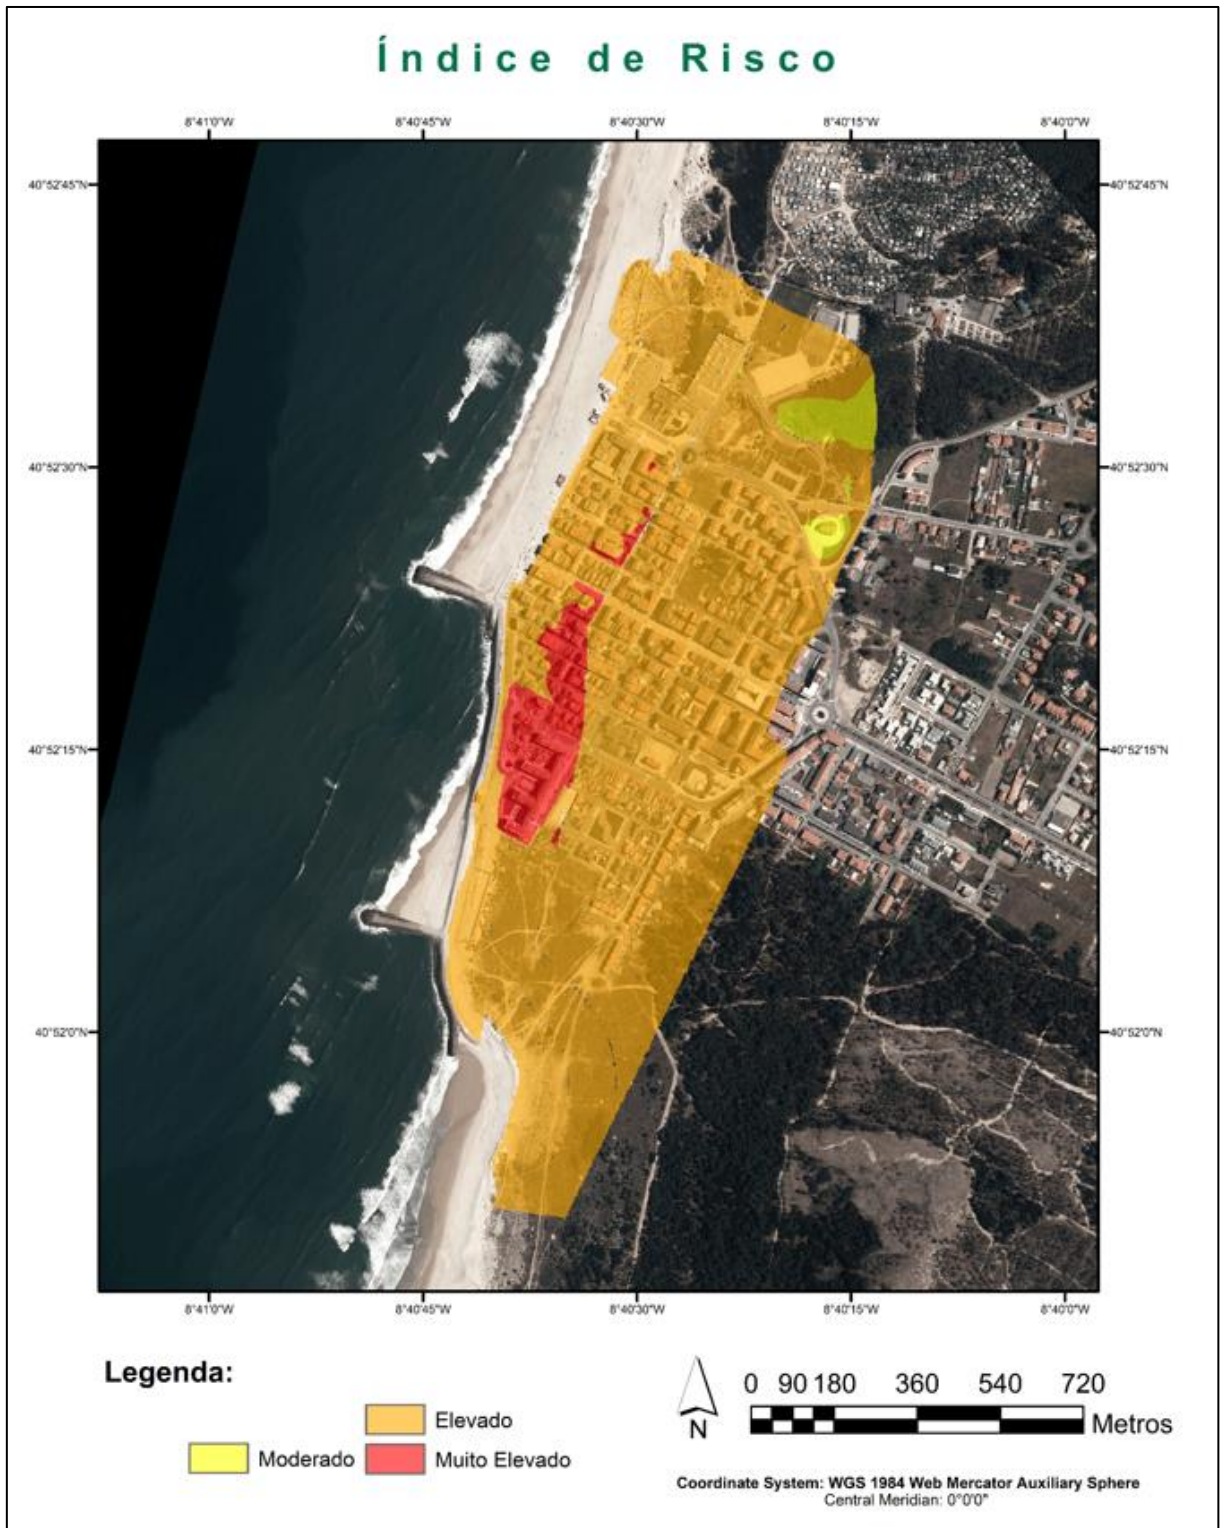 Índice de Risco
8°41'0"W 8°40'45"W 8°40'30"W 8°40'15"W 8°40'0"W
40°52'45"N 40°52'45"N
40°52'30"N 40°52'30"N
40°52'15"N 40°52'15"N
40°52'0"N 40°52'0"N
8°41'0"W 8°40'45"W 8°40'30"W 8°40'15"W 8°40'0"W
Legenda:
Elevado
Moderado Muito Elevado
N
0 90 180 360 540 720
Metros
Coordinate System: WGS 1984 Web Mercator Auxiliary Sphere
Central Meridian: 0°0'0"